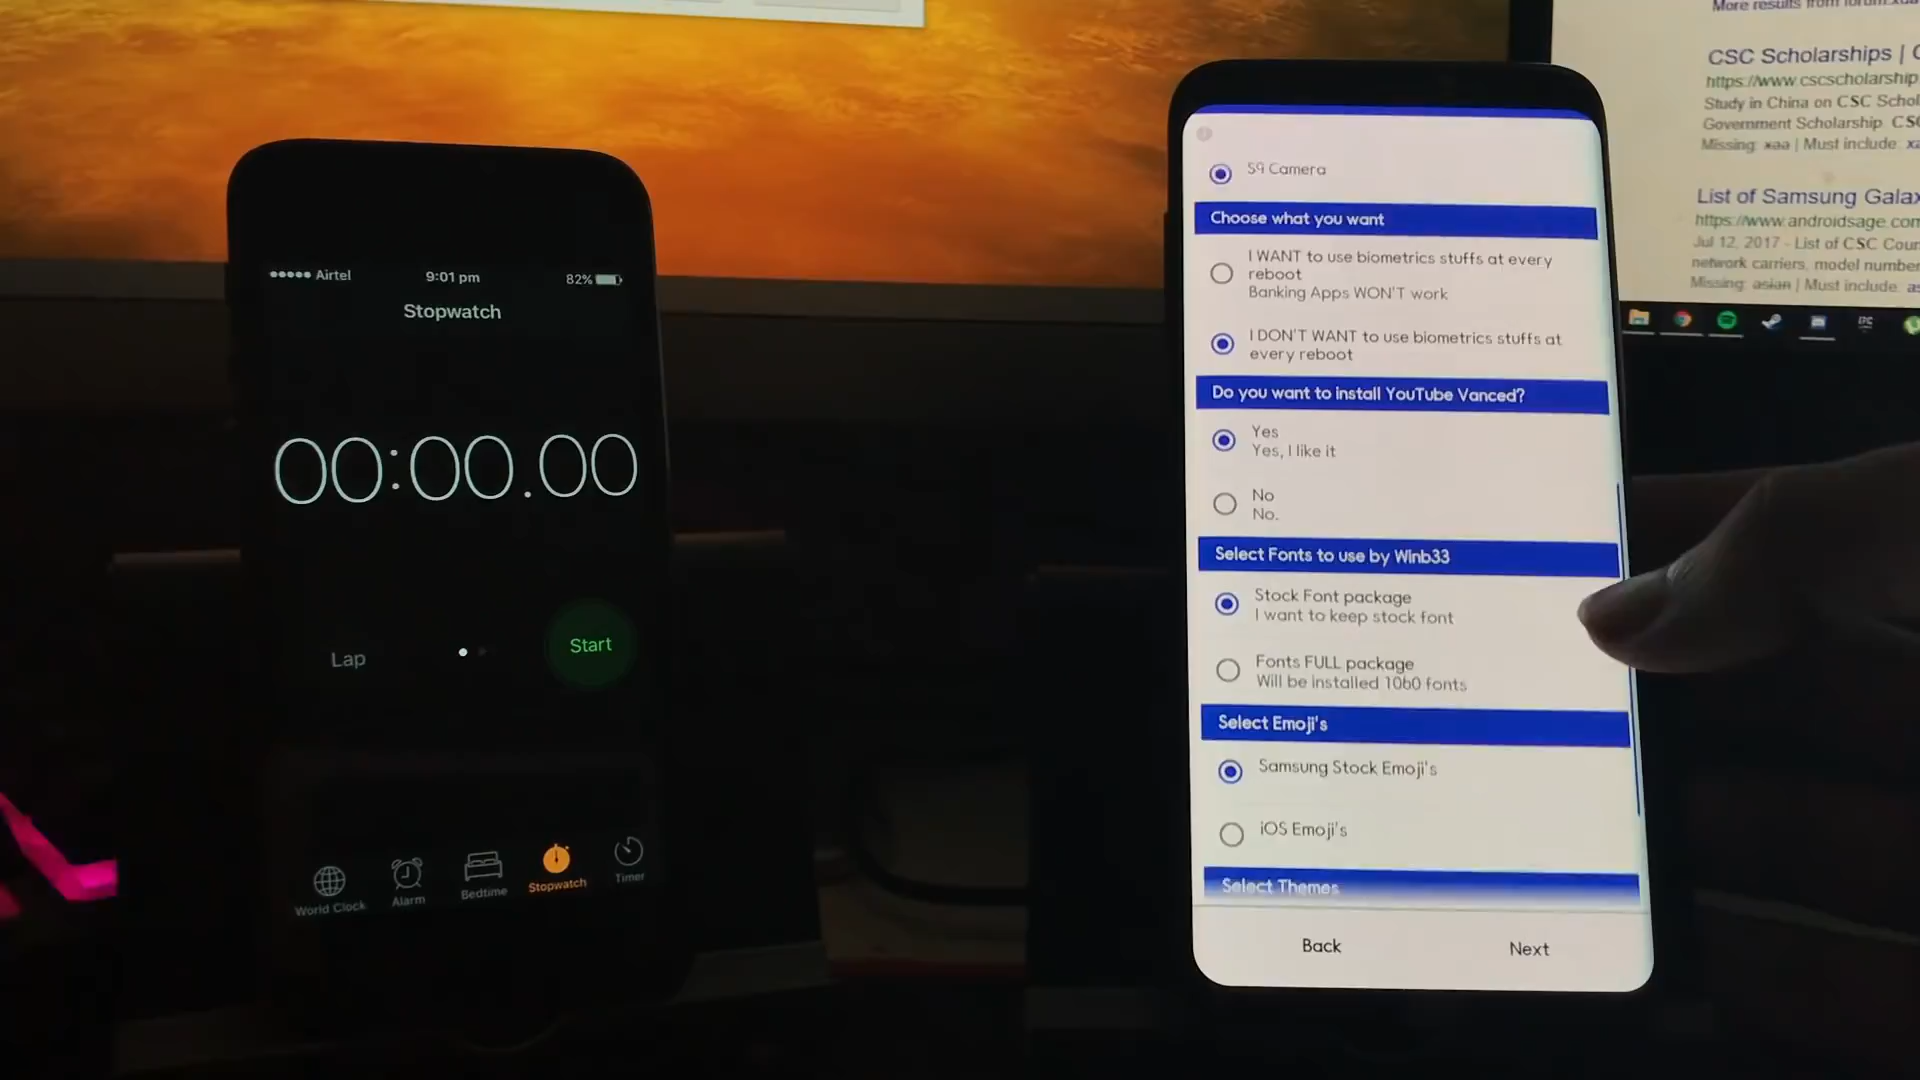 Airtel
9:01 pm
82%
Stopwatch
00:00.00
Lap
Start
World Clock
Alarm
Bedtime
Stopwatch
Timer
S9 Camera
Choose what you want
I WANT to use biometrics stuffs at every
reboot
Banking Apps WON'T work
I DON'T WANT to use biometrics stuffs at
every reboot
Do you want to install YouTube Vanced?
Yes
Yes, I like it
No
No.
Select Fonts to use by Winb33
Stock Font package
I want to keep stock font
Fonts FULL package
Will be installed 1060 fonts
Select Emoji's
Samsung Stock Emoji's
iOS Emoji's
Select Themes
Back
Next
More results from
CSC Scholarships |
https://www.cscscholarship
Study in China on CSC Schol
Government Scholarship. CSC
Missing: xaa | Must include:
List of Samsung Galax
https://www.androidsage.com
Jul 12, 2017 - List of CSC Coun
network carriers, model number
Missing: asian | Must include: